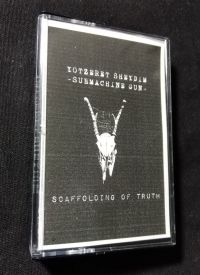 YOTZERET SHEYDIM
-SUBMACHINE GUN-
SCAFFOLDING OF TRUTH